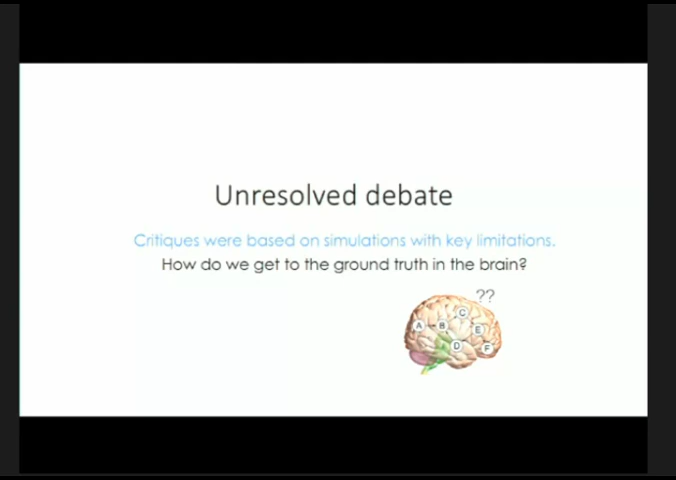 Unresolved debate
Critiques were based on simulations with key limitations.
How do we get to the ground truth in the brain?
??
C
A B E
D F